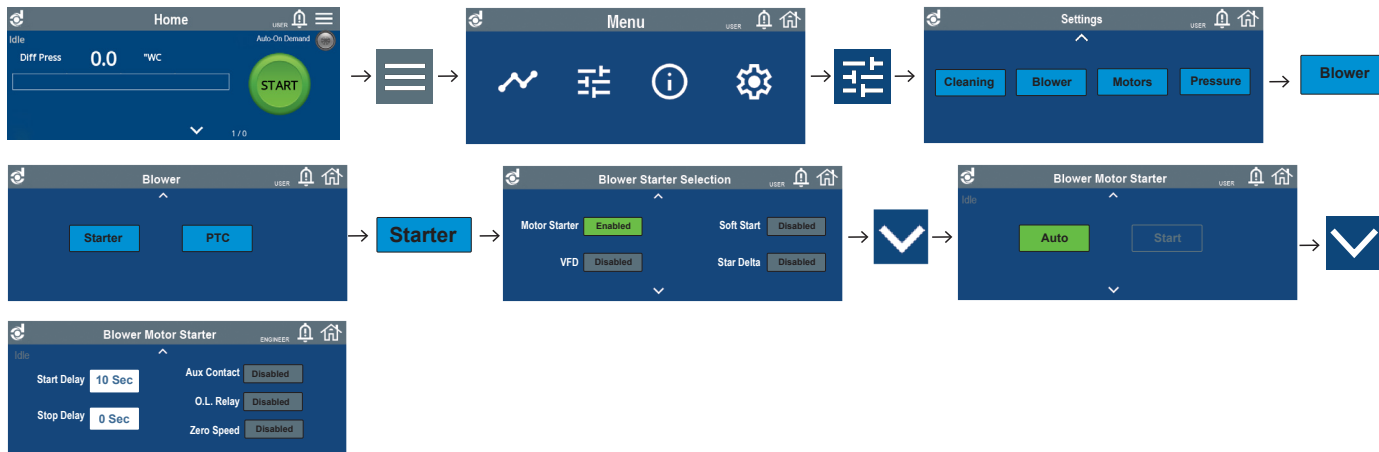 Home
USER
Idle
Auto-On Demand
Diff Press 0.0 "WC
START
1 / 0
Menu
USER
Settings
USER
Cleaning Blower Motors Pressure
Blower
Blower
USER
Starter PTC
Starter
Blower Starter Selection
USER
Motor Starter Enabled Soft Start Disabled
VFD Disabled Star Delta Disabled
Blower Motor Starter
USER
Idle
Auto Start
Blower Motor Starter
ENGINEER
Idle
Start Delay 10 Sec Aux Contact Disabled
O.L. Relay Disabled
Stop Delay 0 Sec
Zero Speed Disabled